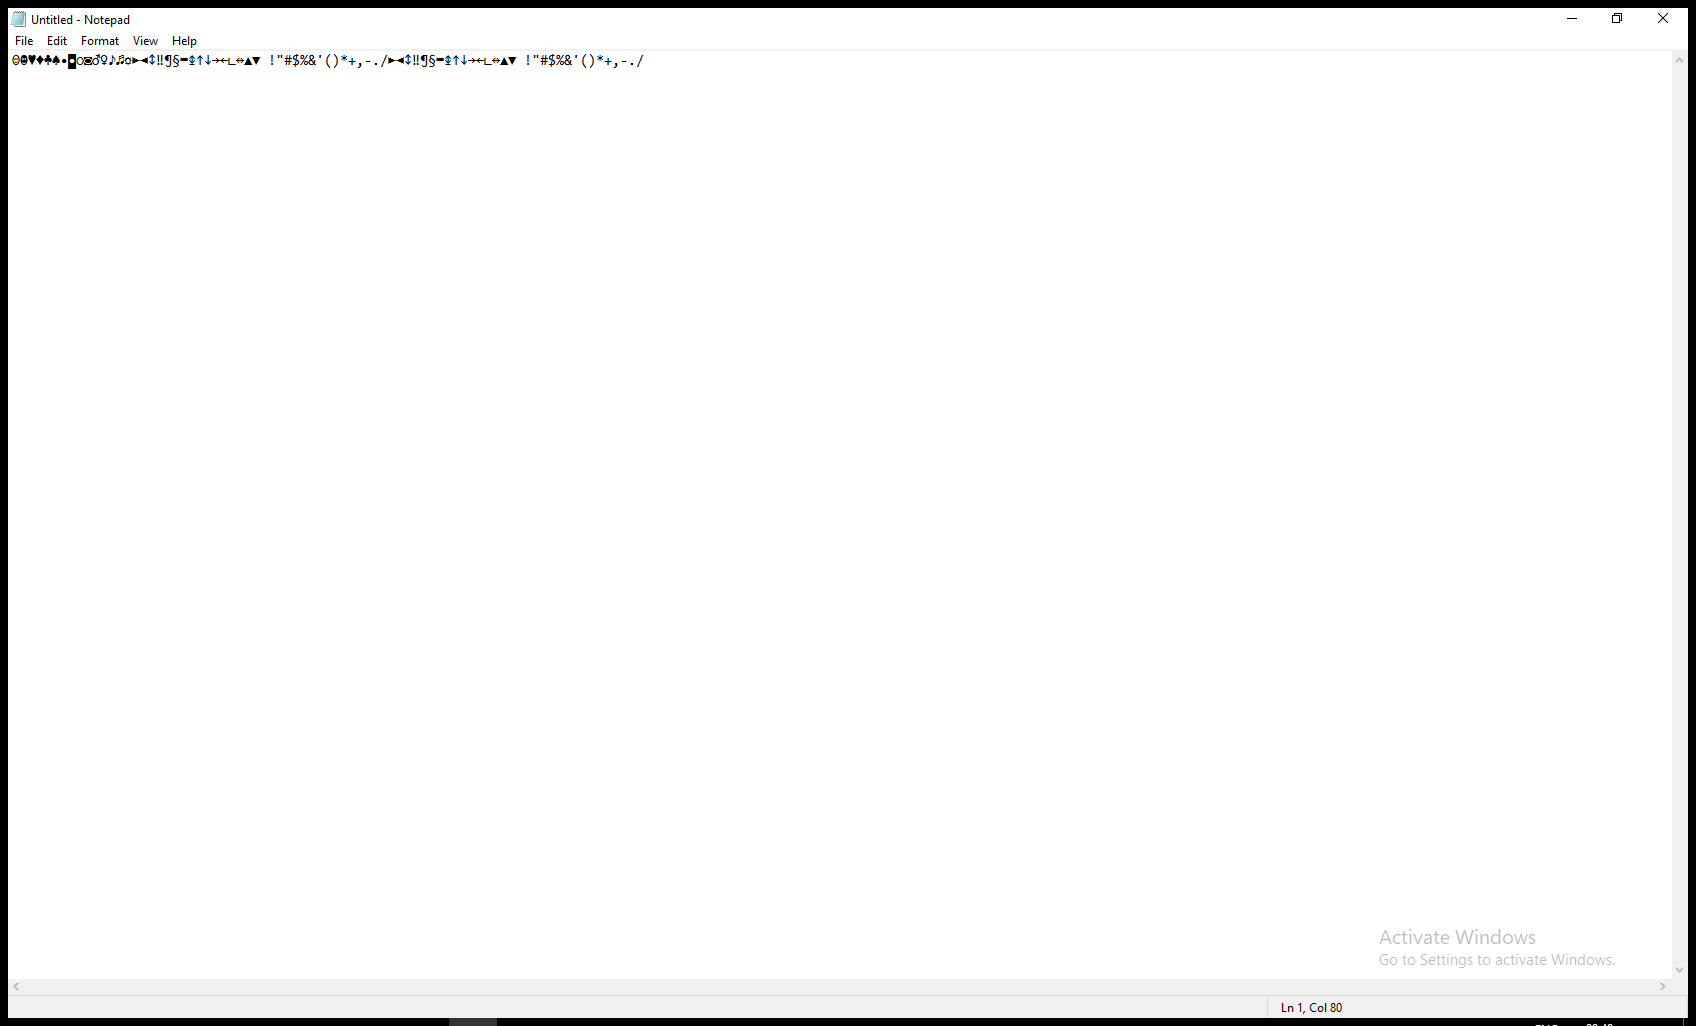 Untitled - Notepad
File Edit Format View Help
☺☻♥♦♣♠•◘○◙♂♀♪♫☼►◄↕‼¶§▬↨↑↓→←∟↔▲▼ !"#$%&'()*+,-./►◄↕‼¶§▬↨↑↓→←∟↔▲▼ !"#$%&'()*+,-./
Activate Windows
Go to Settings to activate Windows.
Ln 1, Col 80